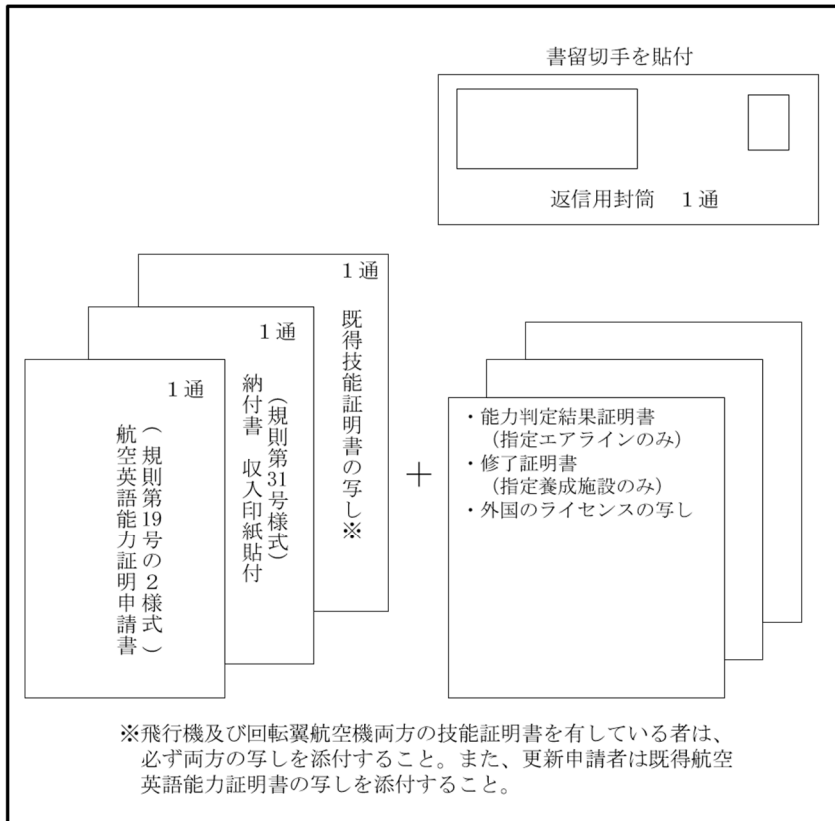 書留切手を貼付
返信用封筒　１通
１通
既得技能証明書の写し※
１通
（規則第31号様式）
納付書　収入印紙貼付
１通
（規則第19号の２様式）
航空英語能力証明申請書
＋
・能力判定結果証明書
（指定エアラインのみ）
・修了証明書
（指定養成施設のみ）
・外国のライセンスの写し
※飛行機及び回転翼航空機両方の技能証明書を有している者は、
必ず両方の写しを添付すること。また、更新申請者は既得航空
英語能力証明書の写しを添付すること。